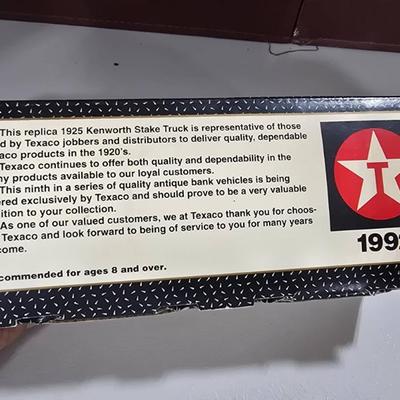 This replica 1925 Kenworth Stake Truck is representative of those
d by Texaco jobbers and distributors to deliver quality, dependable
aco products in the 1920's.
Texaco continues to offer both quality and dependability in the
ny products available to our loyal customers.
This ninth in a series of quality antique bank vehicles is being
ered exclusively by Texaco and should prove to be a very valuable
ition to your collection.
As one of our valued customers, we at Texaco thank you for choos-
Texaco and look forward to being of service to you for many years
come.
commended for ages 8 and over.
T
1992